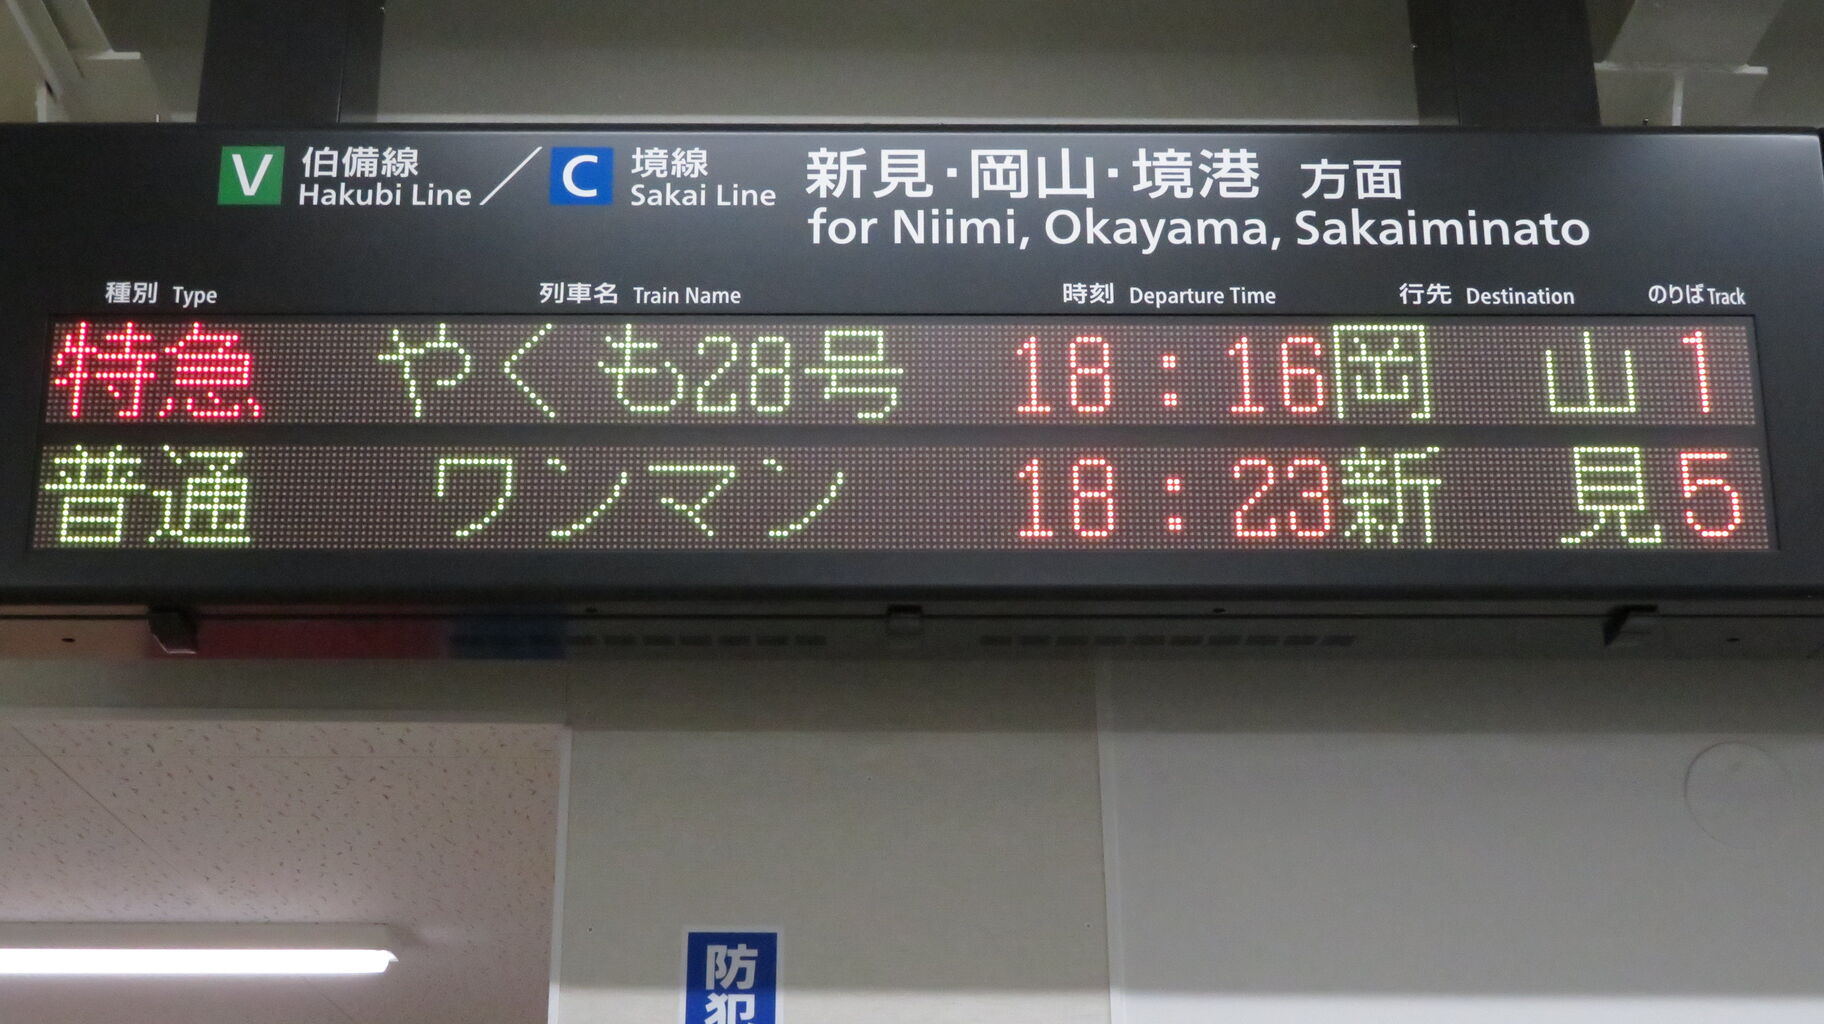 V 伯備線 / C 境線 新見・岡山・境港 方面
Hakubi Line Sakai Line for Niimi, Okayama, Sakaiminato
種別 Type 列車名 Train Name 時刻 Departure Time 行先 Destination のりば Track
特急 やくも28号 18:16 岡山 1
普通 ワンマン 18:23 新見 5
防犯